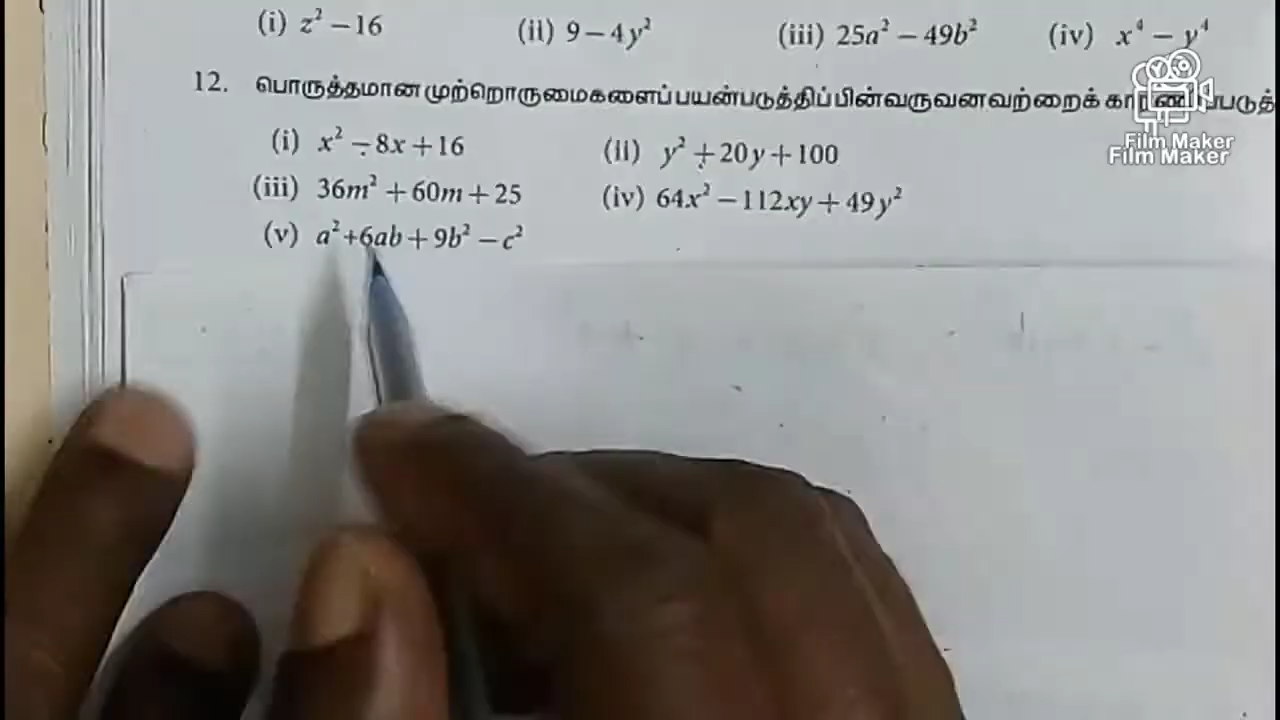 (i) z² – 16 (ii) 9 – 4y² (iii) 25a² – 49b² (iv) x⁴ – y⁴
12. பொருத்தமான முற்றொருமைகளைப் பயன்படுத்திப் பின்வருவனவற்றைக்
(i) x² – 8x + 16 (ii) y² + 20y + 100
Film Maker
Film Maker
(iii) 36m² + 60m + 25 (iv) 64x² – 112xy + 49y²
(v) a² + 6ab + 9b² – c²